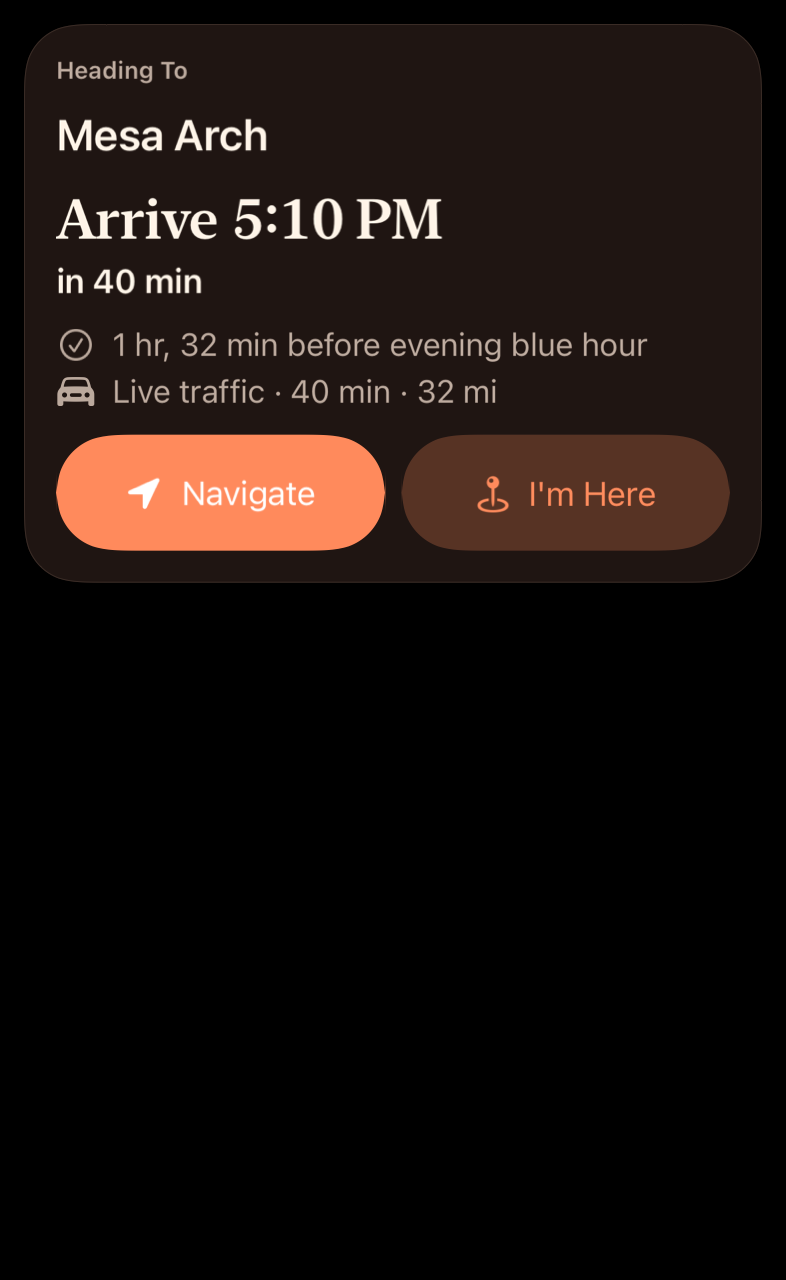 Heading To
Mesa Arch
Arrive 5:10 PM
in 40 min
1 hr, 32 min before evening blue hour
Live traffic · 40 min · 32 mi
Navigate
I'm Here